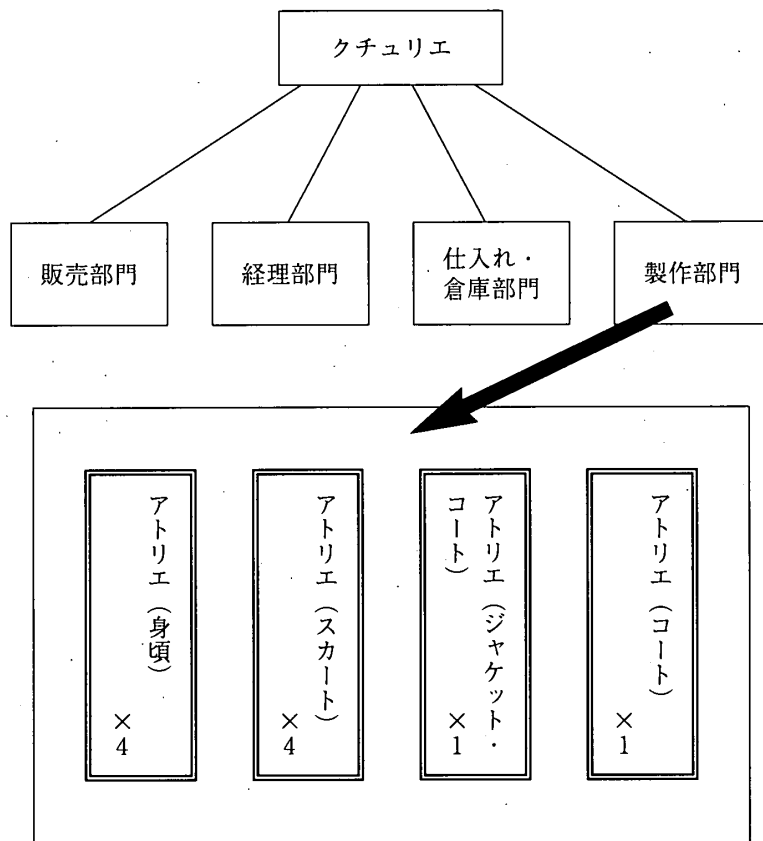 クチュリエ
販売部門
経理部門
仕入れ・
倉庫部門
製作部門
アトリエ（身頃）
×4
アトリエ（スカート）
×4
アトリエ（ジャケット・
コート）
×1
アトリエ（コート）
×1